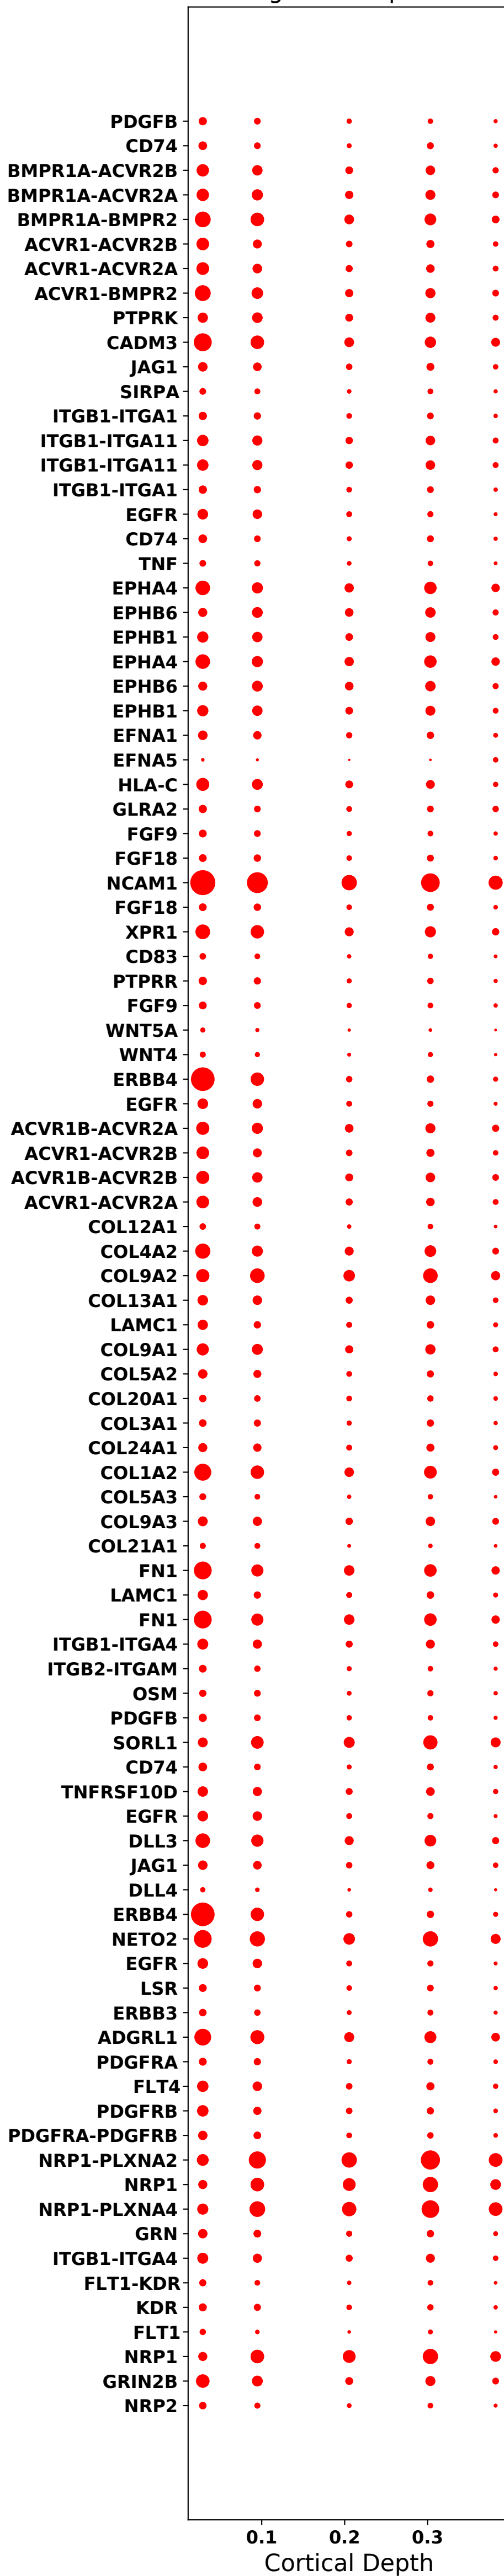 PDGFB
CD74
BMPR1A-ACVR2B
BMPR1A-ACVR2A
BMPR1A-BMPR2
ACVR1-ACVR2B
ACVR1-ACVR2A
ACVR1-BMPR2
PTPRK
CADM3
JAG1
SIRPA
ITGB1-ITGA1
ITGB1-ITGA11
ITGB1-ITGA11
ITGB1-ITGA1
EGFR
CD74
TNF
EPHA4
EPHB6
EPHB1
EPHA4
EPHB6
EPHB1
EFNA1
EFNA5
HLA-C
GLRA2
FGF9
FGF18
NCAM1
FGF18
XPR1
CD83
PTPRR
FGF9
WNT5A
WNT4
ERBB4
EGFR
ACVR1B-ACVR2A
ACVR1-ACVR2B
ACVR1B-ACVR2B
ACVR1-ACVR2A
COL12A1
COL4A2
COL9A2
COL13A1
LAMC1
COL9A1
COL5A2
COL20A1
COL3A1
COL24A1
COL1A2
COL5A3
COL9A3
COL21A1
FN1
LAMC1
FN1
ITGB1-ITGA4
ITGB2-ITGAM
OSM
PDGFB
SORL1
CD74
TNFRSF10D
EGFR
DLL3
JAG1
DLL4
ERBB4
NETO2
EGFR
LSR
ERBB3
ADGRL1
PDGFRA
FLT4
PDGFRB
PDGFRA-PDGFRB
NRP1-PLXNA2
NRP1
NRP1-PLXNA4
GRN
ITGB1-ITGA4
FLT1-KDR
KDR
FLT1
NRP1
GRIN2B
NRP2
0.1 0.2 0.3
Cortical Depth